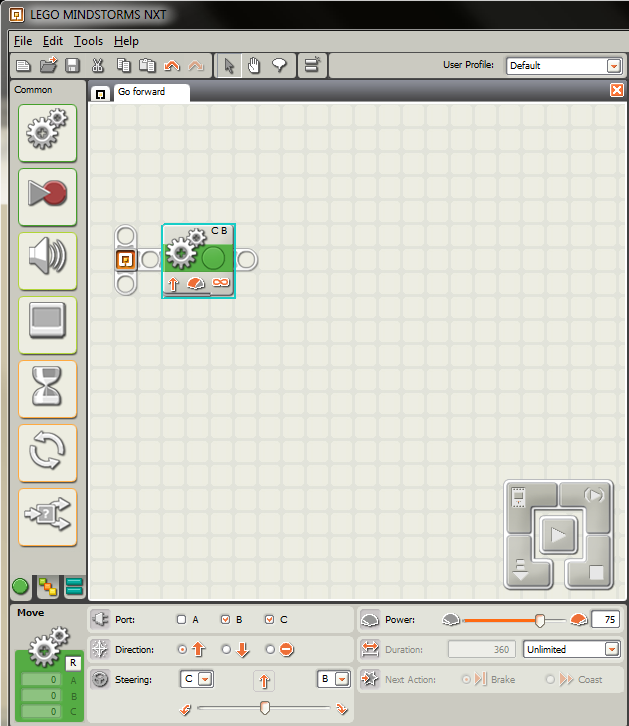 LEGO MINDSTORMS NXT
File Edit Tools Help
User Profile: Default
Common
Go forward
C B
Move
R
0 A
0 B
0 C
Port: A B C
Direction:
Steering: C B
Power: 75
Duration: 360 Unlimited
Next Action: Brake Coast